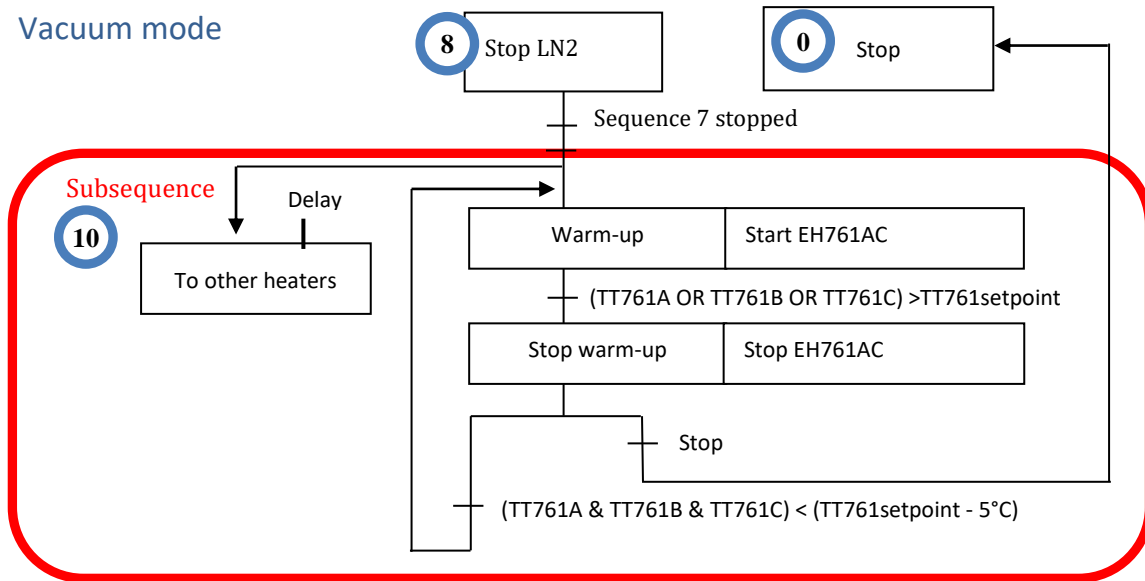 Vacuum mode
8
Stop LN2
0
Stop
Sequence 7 stopped
Subsequence
10
Delay
To other heaters
Warm-up
Start EH761AC
(TT761A OR TT761B OR TT761C) >TT761setpoint
Stop warm-up
Stop EH761AC
Stop
(TT761A & TT761B & TT761C) < (TT761setpoint - 5°C)